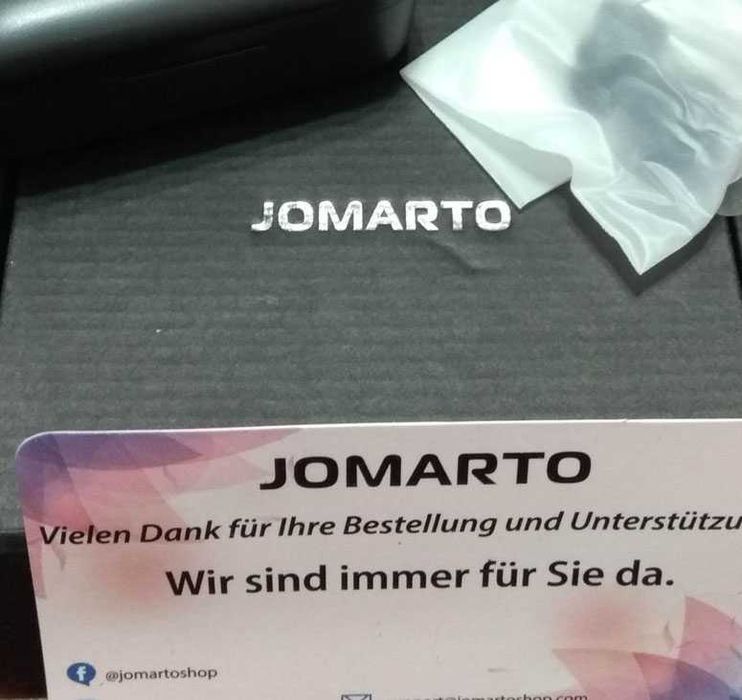 JOMARTO
JOMARTO
Vielen Dank für Ihre Bestellung und Unterstützu
Wir sind immer für Sie da.
@jomartoshop